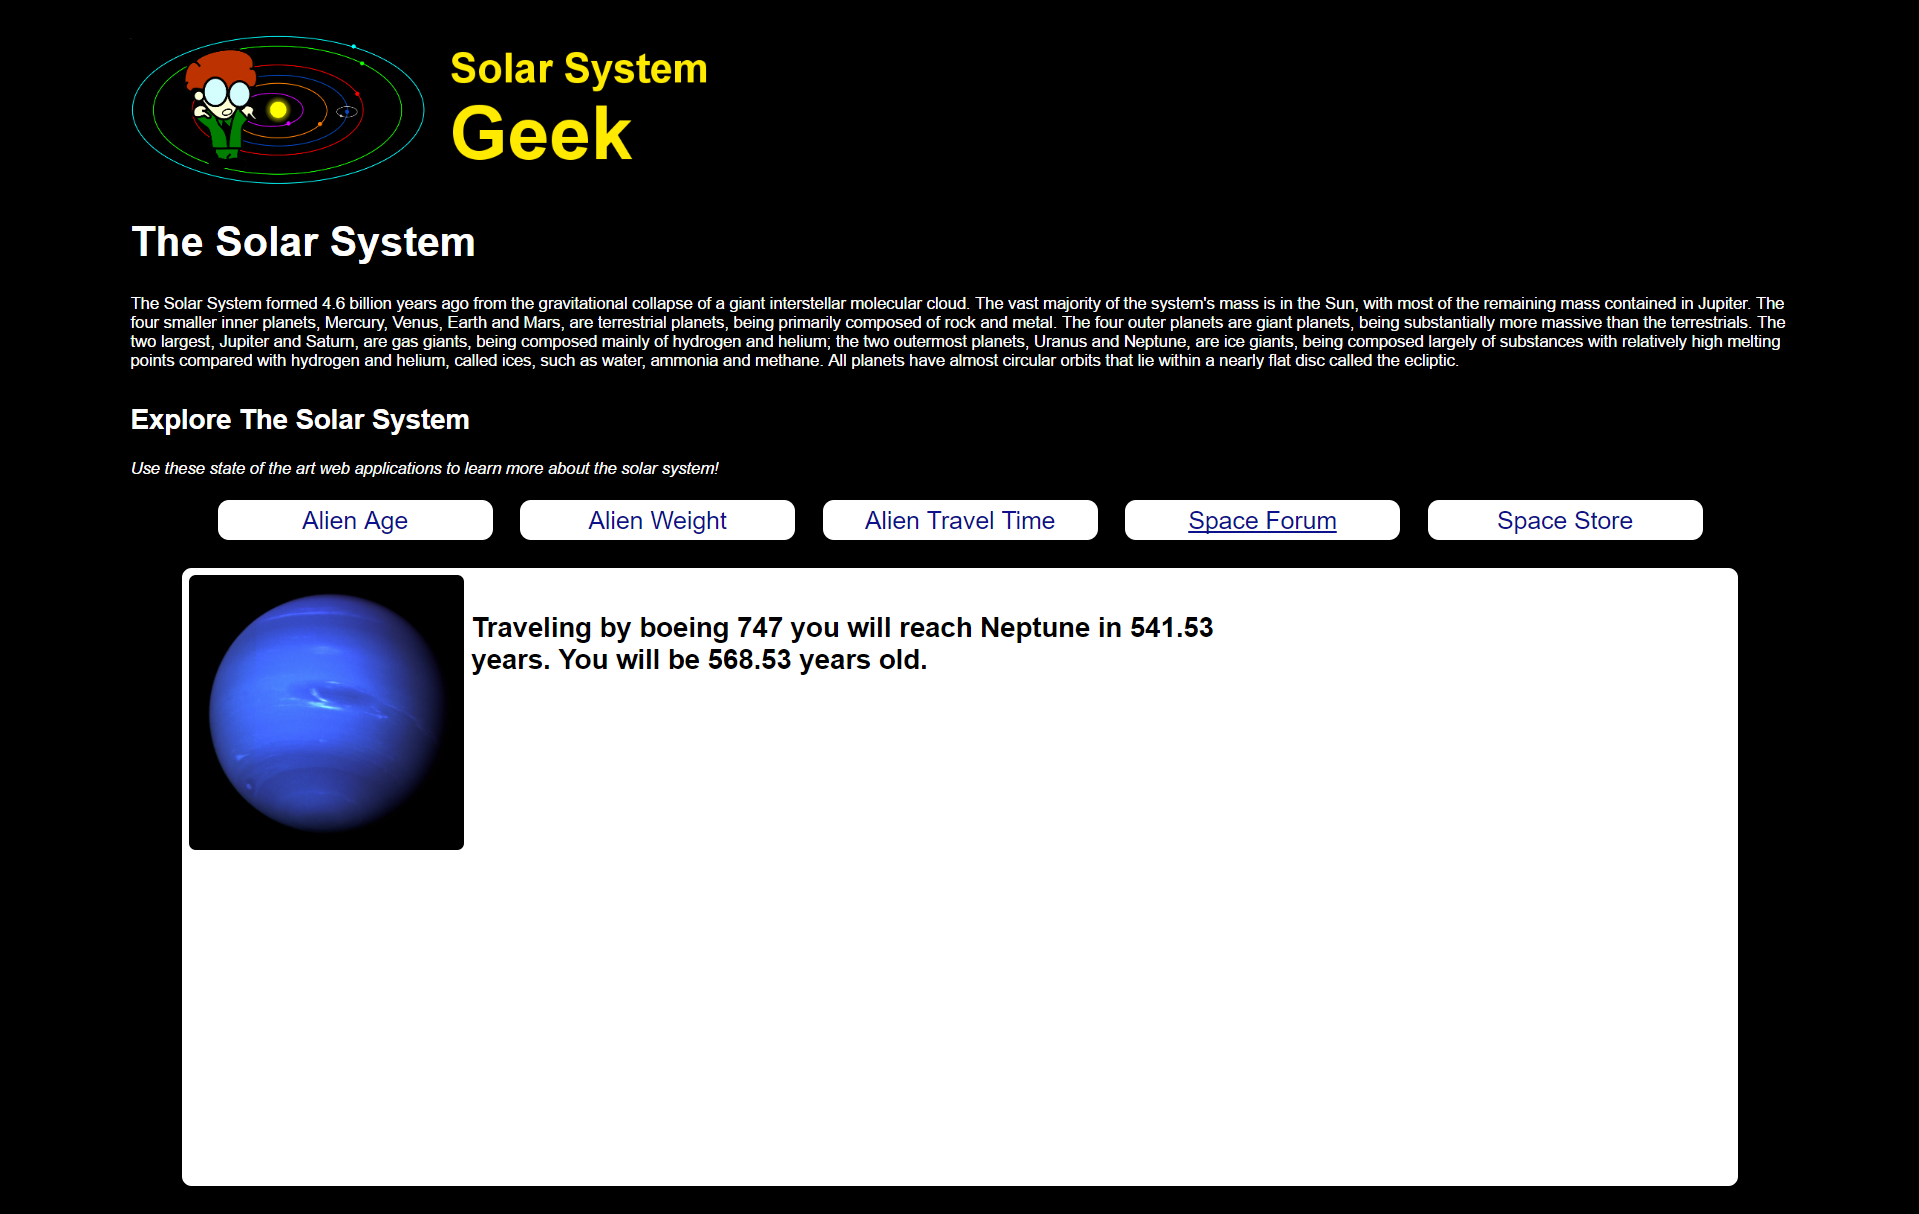 Solar System
Geek
The Solar System
The Solar System formed 4.6 billion years ago from the gravitational collapse of a giant interstellar molecular cloud. The vast majority of the system's mass is in the Sun, with most of the remaining mass contained in Jupiter. The
four smaller inner planets, Mercury, Venus, Earth and Mars, are terrestrial planets, being primarily composed of rock and metal. The four outer planets are giant planets, being substantially more massive than the terrestrials. The
two largest, Jupiter and Saturn, are gas giants, being composed mainly of hydrogen and helium; the two outermost planets, Uranus and Neptune, are ice giants, being composed largely of substances with relatively high melting
points compared with hydrogen and helium, called ices, such as water, ammonia and methane. All planets have almost circular orbits that lie within a nearly flat disc called the ecliptic.
Explore The Solar System
Use these state of the art web applications to learn more about the solar system!
Alien Age
Alien Weight
Alien Travel Time
Space Forum
Space Store
Traveling by boeing 747 you will reach Neptune in 541.53
years. You will be 568.53 years old.